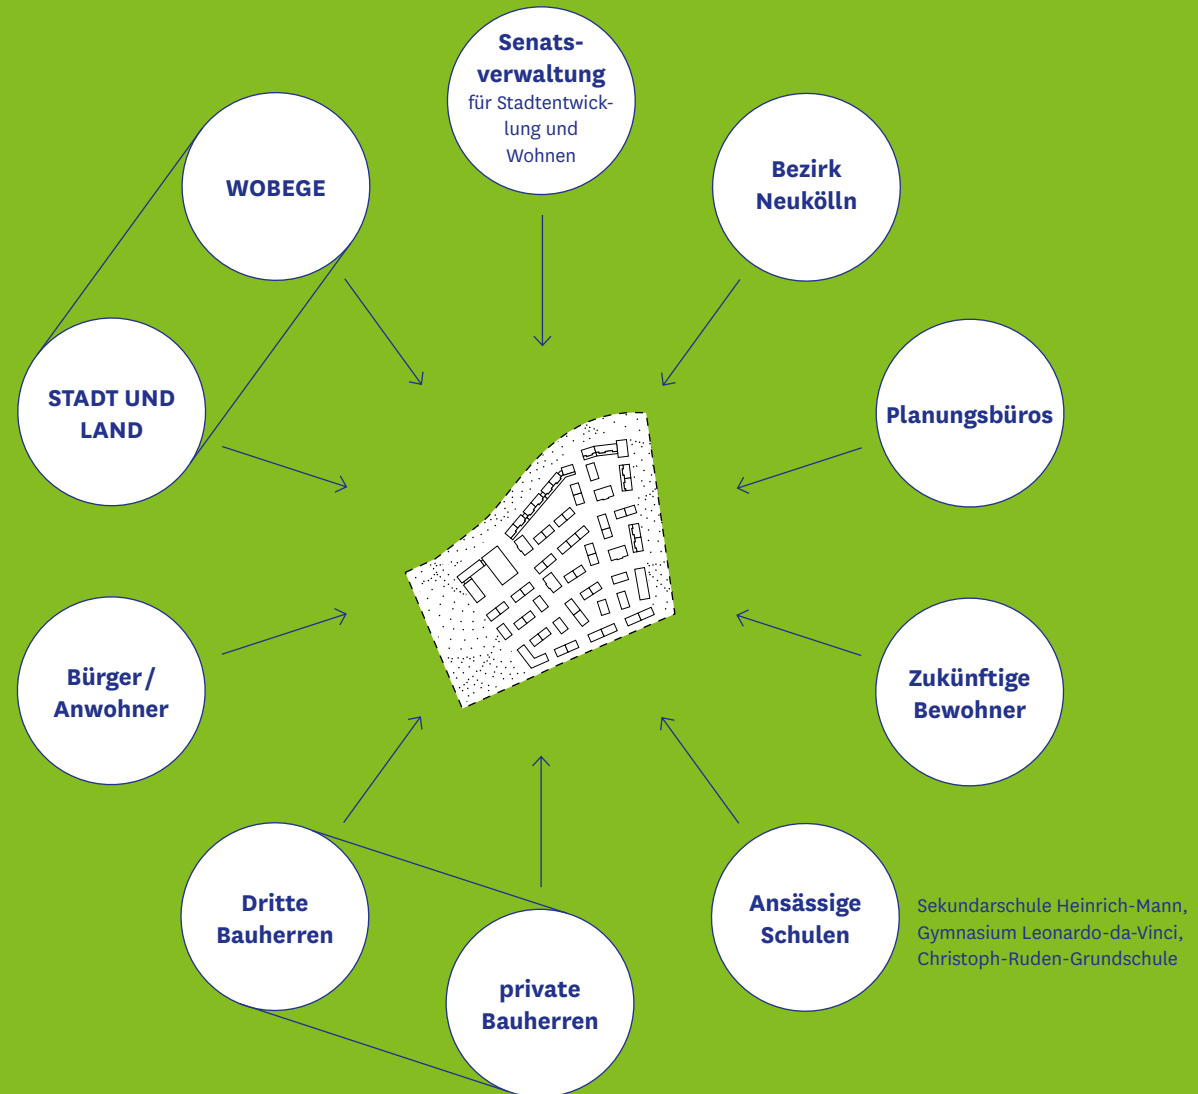 Senats-
verwaltung
für Stadtentwick-
lung und
Wohnen
WOBEGE
Bezirk
Neukölln
STADT UND
LAND
Planungsbüros
Bürger/
Anwohner
Zukünftige
Bewohner
Dritte
Bauherren
private
Bauherren
Ansässige
Schulen
Sekundarschule Heinrich-Mann,
Gymnasium Leonardo-da-Vinci,
Christoph-Ruden-Grundschule